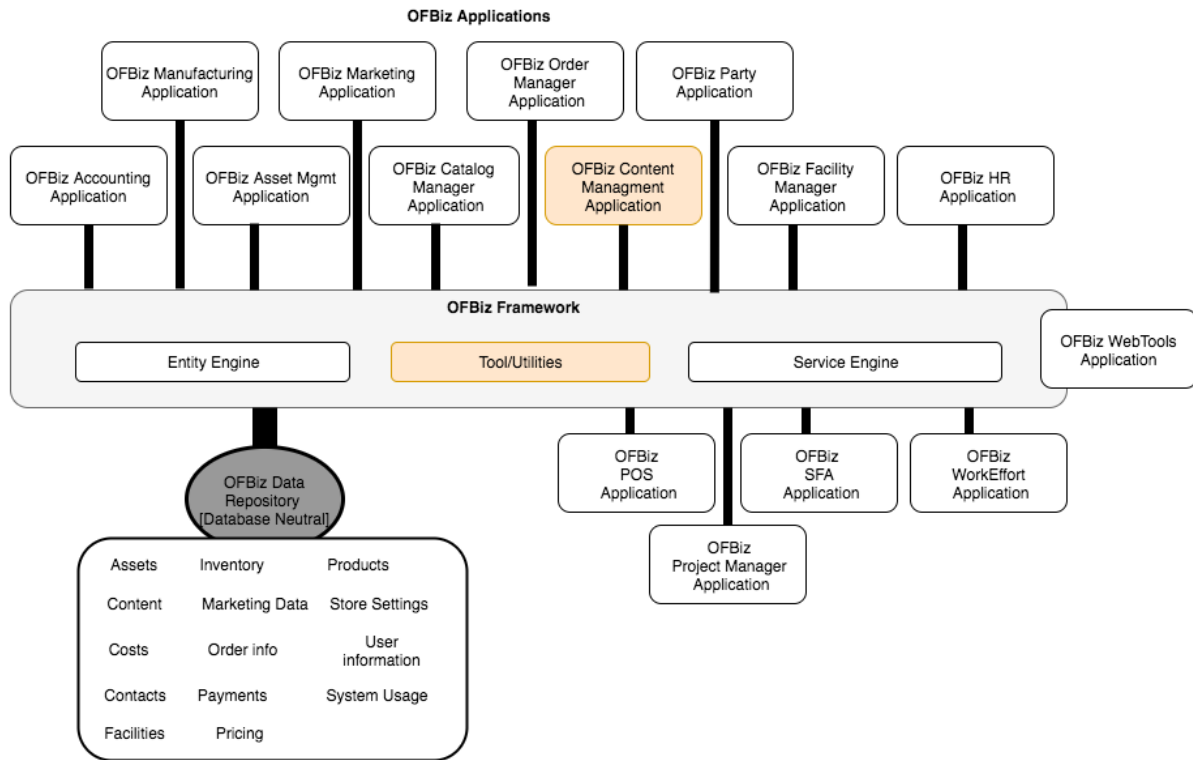 OFBiz Applications
OFBiz Manufacturing
Application
OFBiz Marketing
Application
OFBiz Order
Manager
Application
OFBiz Party
Application
OFBiz Accounting
Application
OFBiz Asset Mgmt
Application
OFBiz Catalog
Manager
Application
OFBiz Content
Managment
Application
OFBiz Facility
Manager
Application
OFBiz HR
Application
OFBiz Framework
Entity Engine
Tool/Utilities
Service Engine
OFBiz WebTools
Application
OFBiz Data
Repository
[Database Neutral]
OFBiz
POS
Application
OFBiz
SFA
Application
OFBiz
WorkEffort
Application
OFBiz
Project Manager
Application
Assets
Inventory
Products
Content
Marketing Data
Store Settings
Costs
Order info
User
information
Contacts
Payments
System Usage
Facilities
Pricing